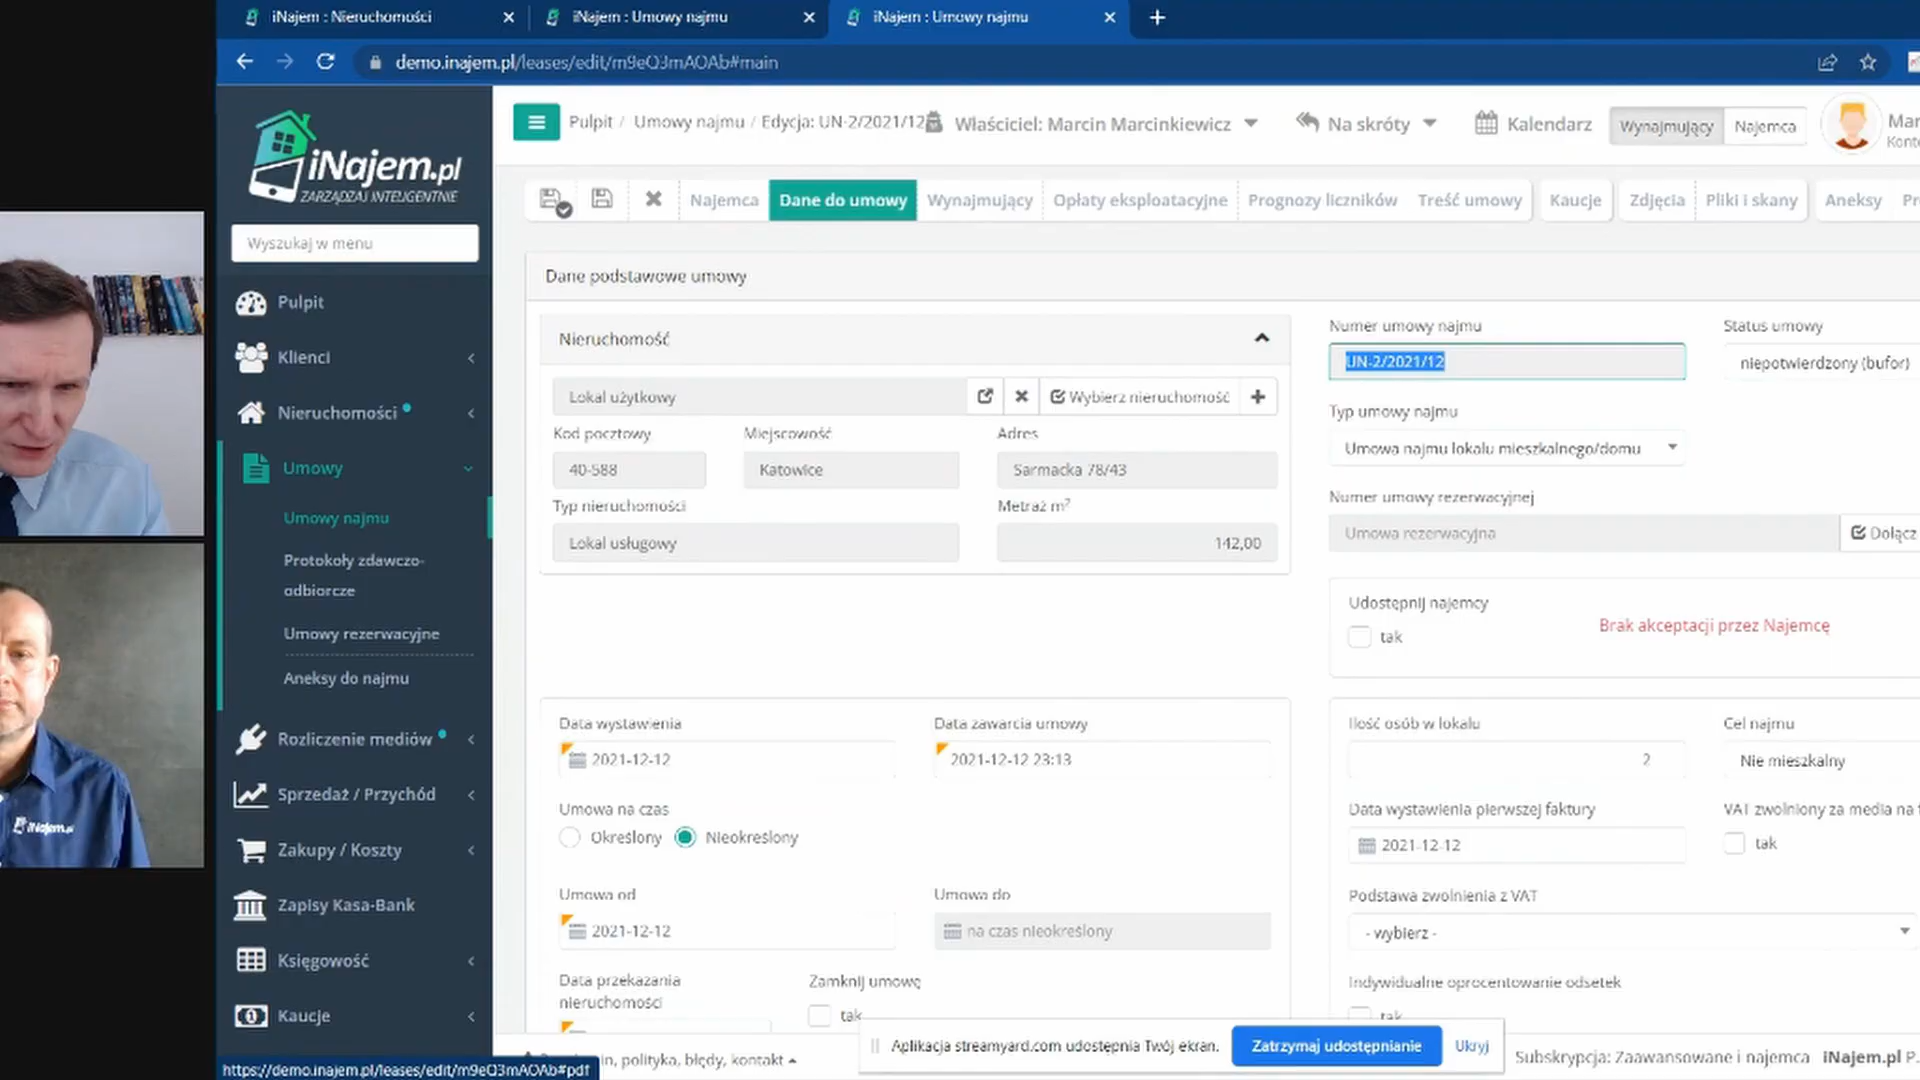 iNajem : Nieruchomości
iNajem : Umowy najmu
iNajem : Umowy najmu
demo.inajem.pl/leases/edit/m9eQ3mAOAb#main
iNajem.pl
ZARZĄDZAJ INTELIGENTNIE
Pulpit / Umowy najmu / Edycja: UN-2/2021/12
Właściciel: Marcin Marcinkiewicz
Na skróty
Kalendarz
Wynajmujący
Najemca
Najemca
Dane do umowy
Wynajmujący
Opłaty eksploatacyjne
Prognozy liczników
Treść umowy
Kaucje
Zdjęcia
Pliki i skany
Aneksy
Wyszukaj w menu
Pulpit
Klienci
Nieruchomości
Umowy
Umowy najmu
Protokoły zdawczo-
odbiorcze
Umowy rezerwacyjne
Aneksy do najmu
Rozliczenie mediów
Sprzedaż / Przychód
Zakupy / Koszty
Zapisy Kasa-Bank
Księgowość
Kaucje
Dane podstawowe umowy
Nieruchomość
Lokal użytkowy
Wybierz nieruchomość
Kod pocztowy
Miejscowość
Adres
40-588
Katowice
Sarmacka 78/43
Typ nieruchomości
Metraż m²
Lokal usługowy
142,00
Numer umowy najmu
Status umowy
UN-2/2021/12
niepotwierdzony (bufor)
Typ umowy najmu
Umowa najmu lokalu mieszkalnego/domu
Numer umowy rezerwacyjnej
Umowa rezerwacyjna
Dołącz
Udostępnij najemcy
tak
Brak akceptacji przez Najemcę
Data wystawienia
Data zawarcia umowy
2021-12-12
2021-12-12 23:13
Umowa na czas
Określony
Nieokreślony
Umowa od
Umowa do
2021-12-12
na czas nieokreślony
Data przekazania
nieruchomości
Zamknij umowę
tak
Ilość osób w lokalu
Cel najmu
2
Nie mieszkalny
Data wystawienia pierwszej faktury
VAT zwolniony za media na
2021-12-12
tak
Podstawa zwolnienia z VAT
- wybierz -
Indywidualne oprocentowanie odsetek
tak
polityka, błędy, kontakt
Aplikacja streamyard.com udostępnia Twój ekran.
Zatrzymaj udostępnianie
Ukryj
Subskrypcja: Zaawansowane i najemca
iNajem.pl
https://demo.inajem.pl/leases/edit/m9eQ3mAOAb#pdf
iNajem.pl